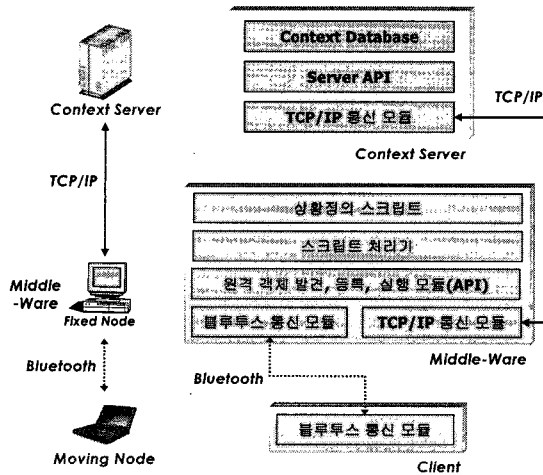 Context Server
TCP/IP
Middle
-Ware
Fixed Node
Bluetooth
Moving Node
Context Database
Server API
TCP/IP 통신 모듈
Context Server
TCP/IP
상황정의 스크립트
스크립트 처리기
원격 객체 발견, 등록, 실행 모듈(API)
블루투스 통신 모듈
TCP/IP 통신 모듈
Middle-Ware
Bluetooth
블루투스 통신 모듈
Client